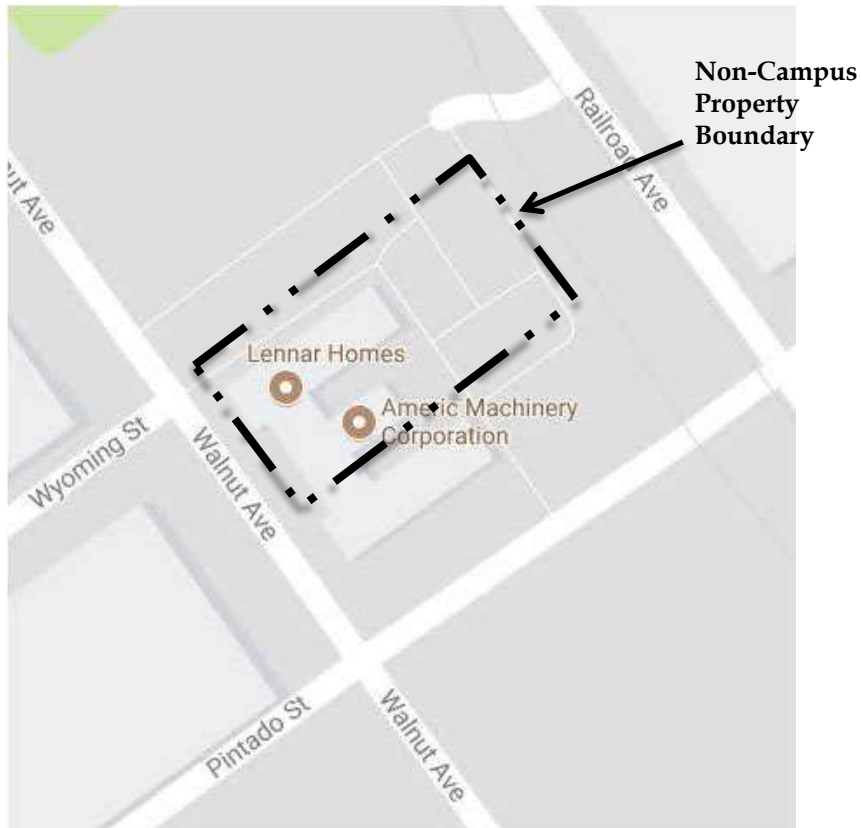 Non-Campus
Property
Boundary
Railroad Ave
ut Ave
Lennar Homes
Americ Machinery
Corporation
Wyoming St
Walnut Ave
Pintado St
Walnut Ave